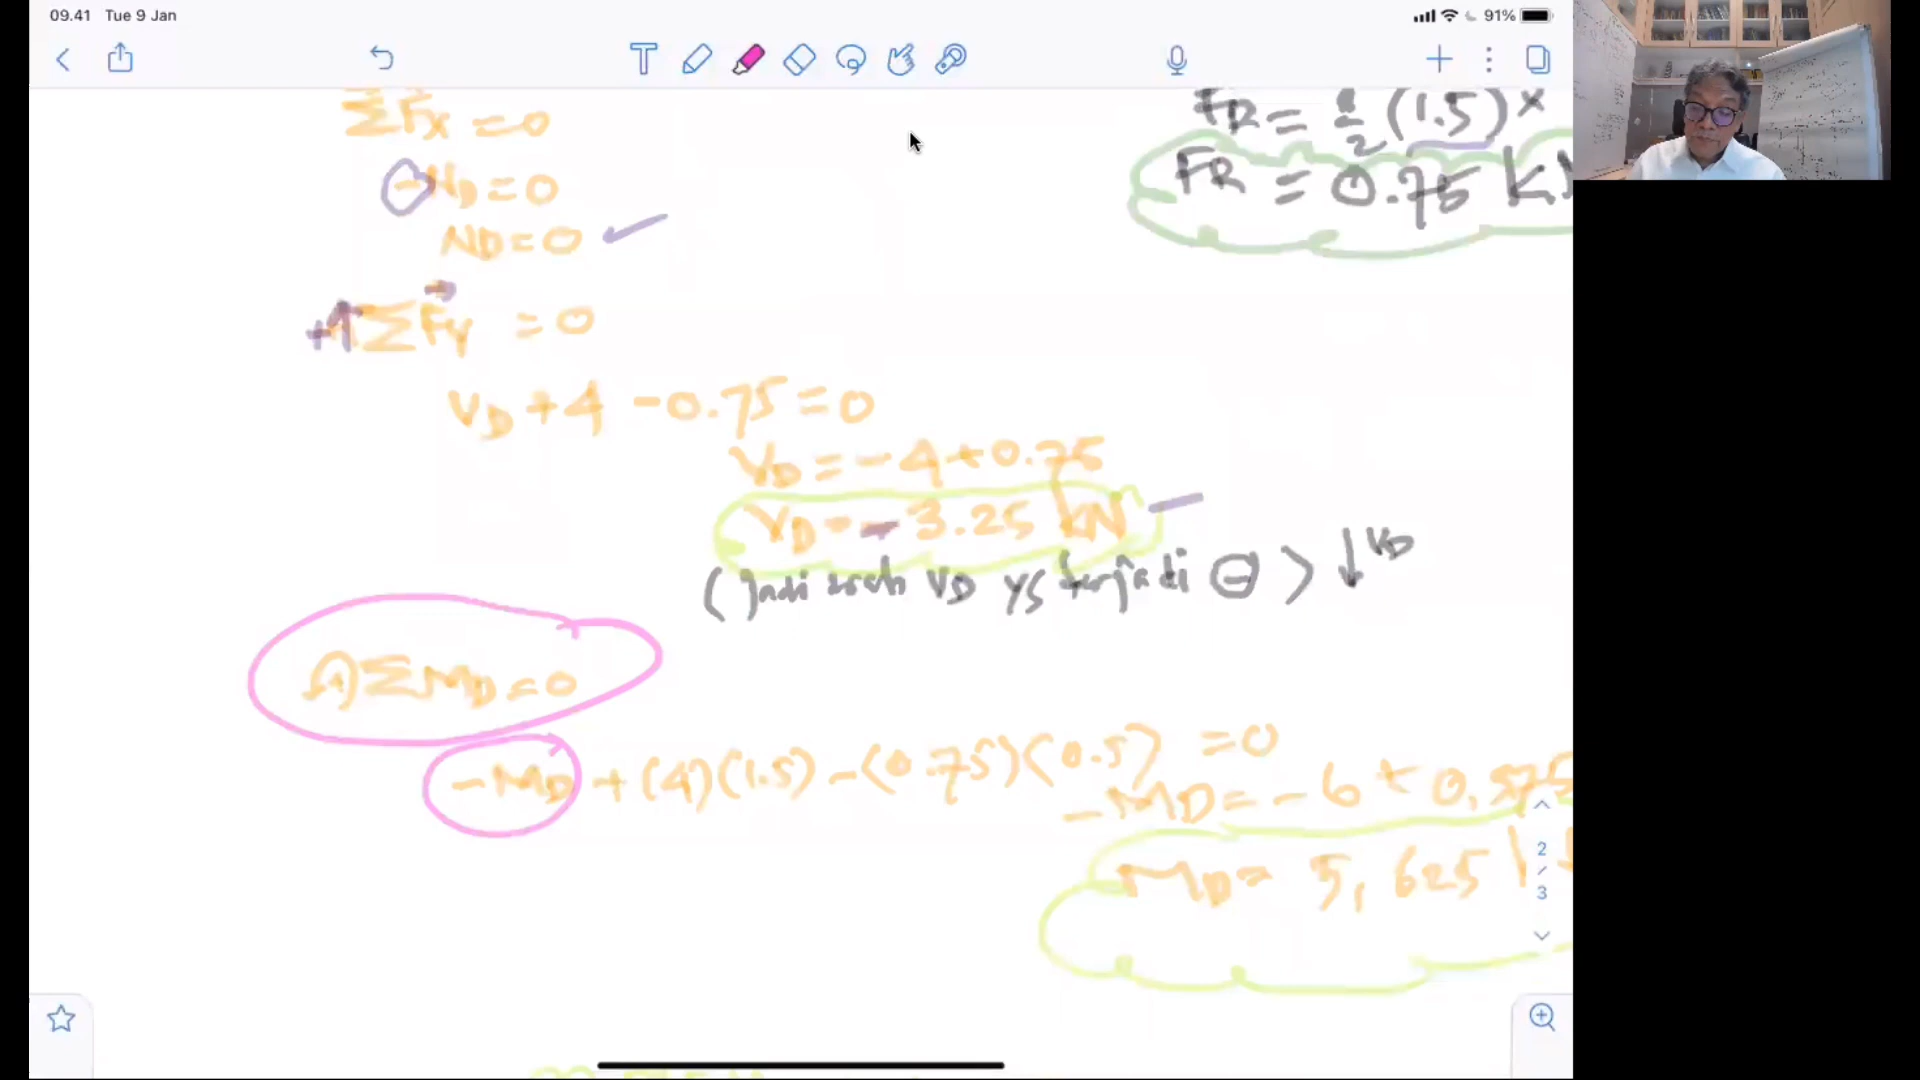 09.41 Tue 9 Jan
91%
ΣFx = 0
-ND = 0
ND = 0 ✓
FR = (1.5) x
FR = 0.75 k
+↑ΣFy = 0
VD + 4 - 0.75 = 0
VD = -4 + 0.75
VD = - 3.25 kN
(Jadi arah VD yg terjadi ⊖ > ↓ VD
ΣMD = 0
-MD + (4)(1.5) - (0.75)(0.5) = 0
-MD = -6 + 0,375
MD = 5,625
2
3